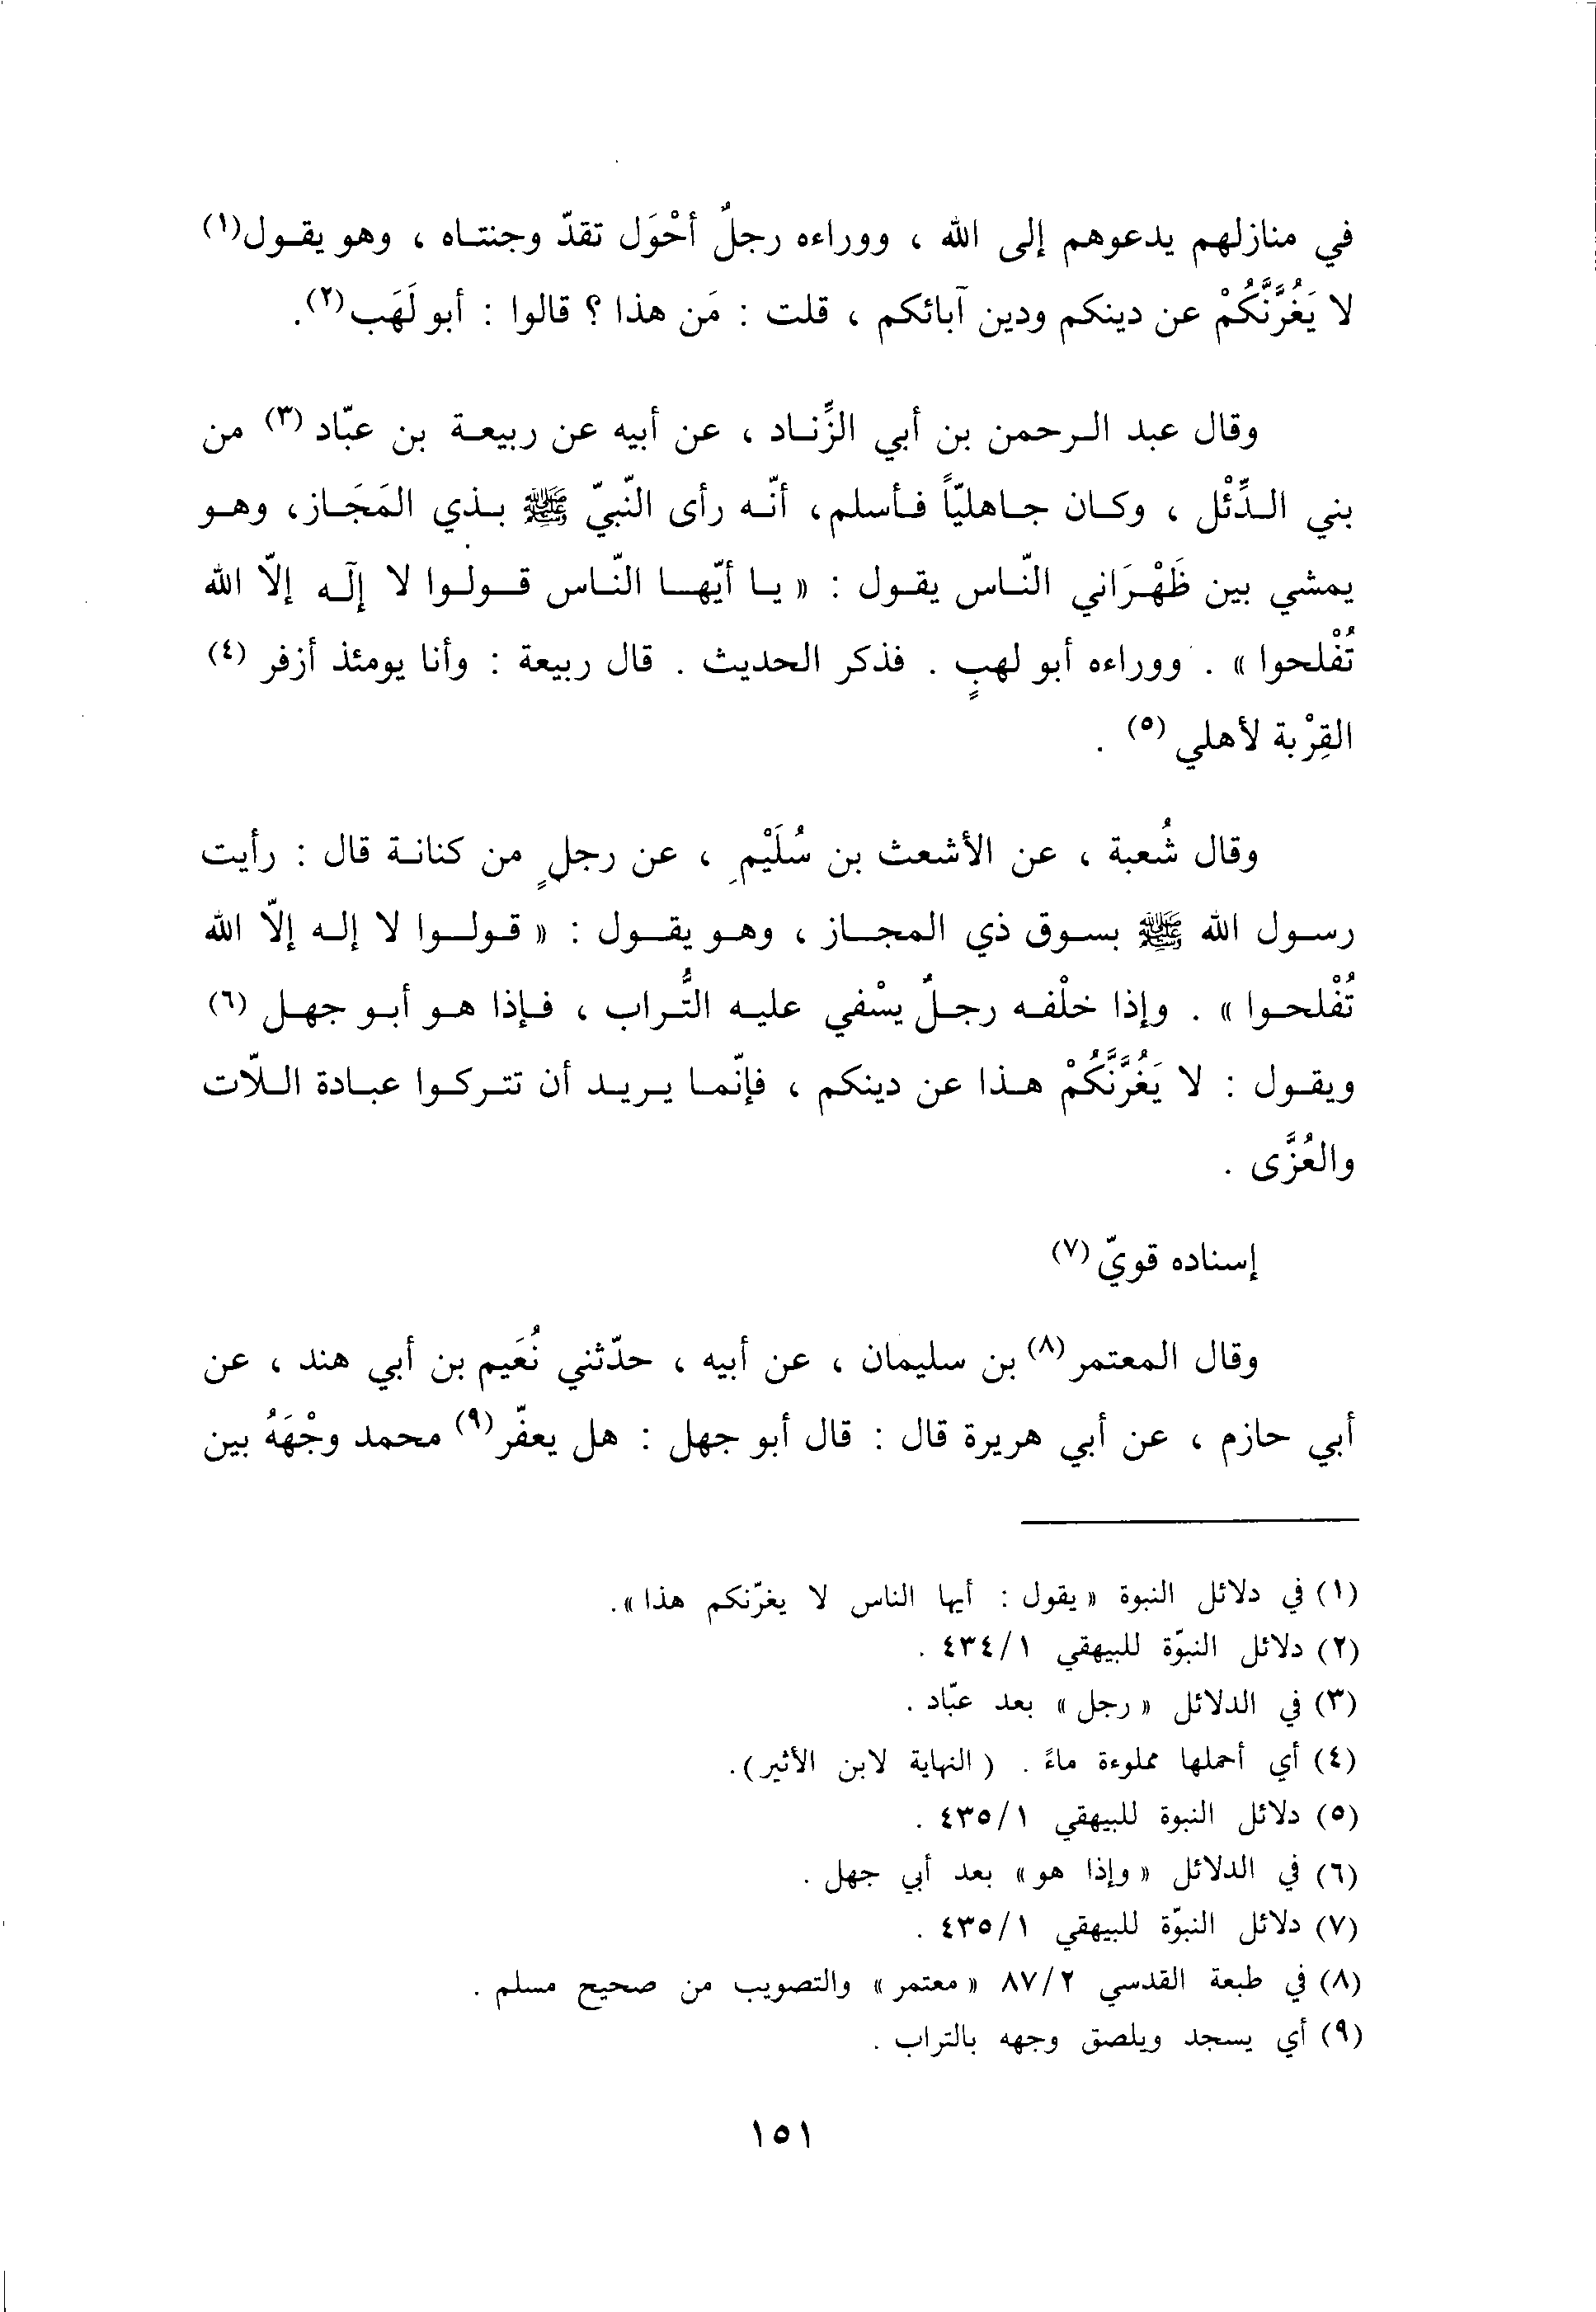 في منازلهم يدعوهم إلى الله ، ووراءه رجلٌ أحْوَل تقدّ وجنتاه ، وهو يقول(١)
لا يَغُرَّنَّكُمْ عن دينكم ودين آبائكم ، قلت : مَن هذا ؟ قالوا : أبو لَهَب(٢).
وقال عبد الرحمن بن أبي الزِّناد ، عن أبيه عن ربيعة بن عبّاد (٣) من
بني الدِّئْل ، وكان جاهليّاً فأسلم، أنّه رأى النّبيّ ﷺ بذي المَجَاز، وهو
يمشي بين ظَهْرَاني النّاس يقول : « يا أيّها النّاس قولوا لا إلٓه إلّا الله
تُفْلحوا » . ووراءه أبو لهبٍ . فذكر الحديث . قال ربيعة : وأنا يومئذ أزفر (٤)
القِرْبة لأهلي (٥) .
وقال شُعبة ، عن الأشعث بن سُلَيْمِ ، عن رجلٍ من كنانة قال : رأيت
رسول الله ﷺ بسوق ذي المجاز ، وهو يقول : « قولوا لا إله إلّا الله
تُفْلحوا » . وإذا خلْفه رجلٌ يسْفي عليه التُّراب ، فإذا هو أبو جهل (٦)
ويقول : لا يَغُرَّنَّكُمْ هذا عن دينكم ، فإنّما يريد أن تتركوا عبادة اللّات
والعُزَّى .
إسناده قويّ (٧)
وقال المعتمر(٨) بن سليمان ، عن أبيه ، حدّثني نُعَيم بن أبي هند ، عن
أبي حازم ، عن أبي هريرة قال : قال أبو جهل : هل يعفّر(٩) محمد وجْهَهُ بين
(١) في دلائل النبوة « يقول : أيها الناس لا يغرّنكم هذا ».
(٢) دلائل النبوّة للبيهقي ٤٣٤/١ .
(٣) في الدلائل « رجل » بعد عبّاد .
(٤) أي أحملها مملوءة ماءً . ( النهاية لابن الأثير ).
(٥) دلائل النبوة للبيهقي ٤٣٥/١ .
(٦) في الدلائل « وإذا هو » بعد أبي جهل .
(٧) دلائل النبوّة للبيهقي ٤٣٥/١ .
(٨) في طبعة القدسي ٨٧/٢ « معتمر » والتصويب من صحيح مسلم .
(٩) أي يسجد ويلصق وجهه بالتراب .
١٥١